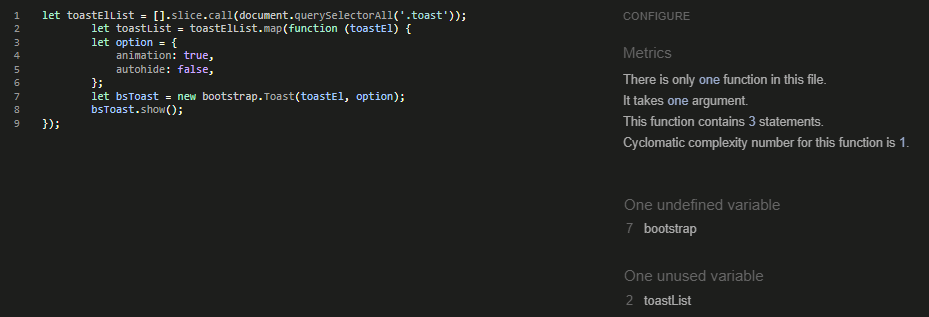 1 let toastElList = [].slice.call(document.querySelectorAll('.toast'));
2 let toastList = toastElList.map(function (toastEl) {
3 let option = {
4 animation: true,
5 autohide: false,
6 };
7 let bsToast = new bootstrap.Toast(toastEl, option);
8 bsToast.show();
9 });
CONFIGURE
Metrics
There is only one function in this file.
It takes one argument.
This function contains 3 statements.
Cyclomatic complexity number for this function is 1.
One undefined variable
7 bootstrap
One unused variable
2 toastList